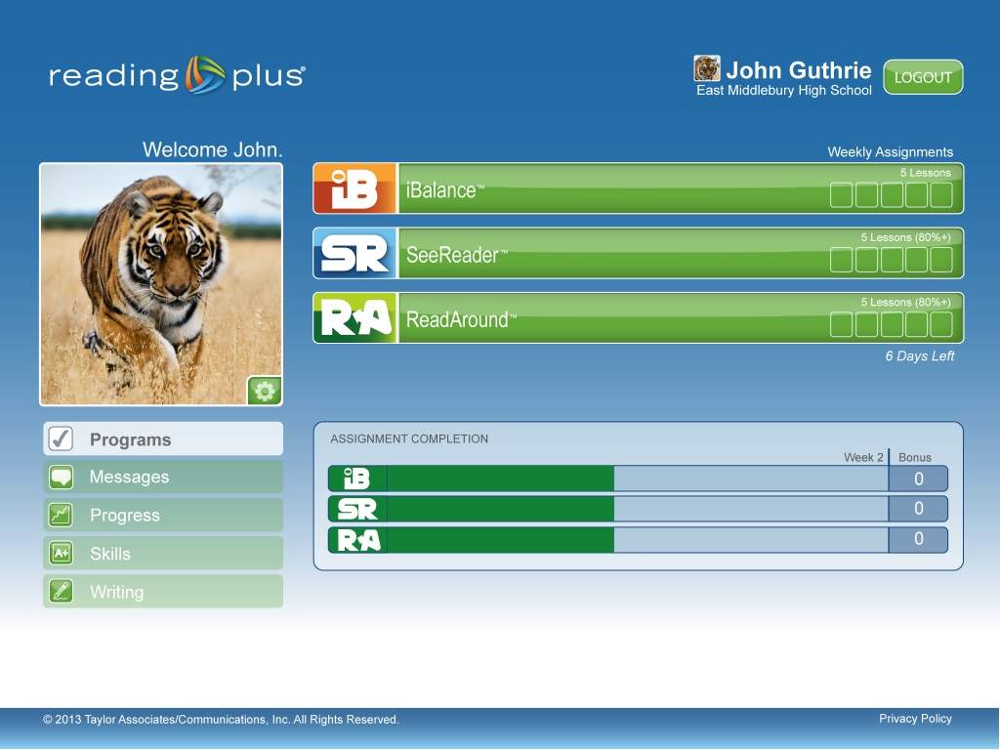 reading plus®
John Guthrie
East Middlebury High School
LOGOUT
Welcome John.
Weekly Assignments
iB
iBalance™
5 Lessons
SR
SeeReader™
5 Lessons (80%+)
RA
ReadAround™
5 Lessons (80%+)
6 Days Left
Programs
Messages
Progress
A+ Skills
Writing
ASSIGNMENT COMPLETION
Week 2 Bonus
iB 0
SR 0
RA 0
© 2013 Taylor Associates/Communications, Inc. All Rights Reserved.
Privacy Policy